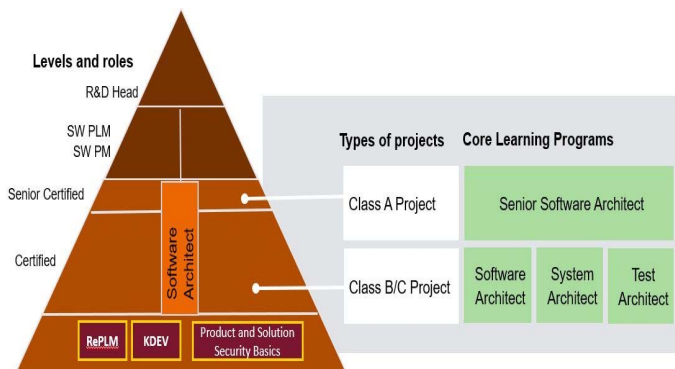 Levels and roles
R&D Head
SW PLM
SW PM
Senior Certified
Certified
Software
Architect
RePLM
KDEV
Product and Solution
Security Basics
Types of projects
Core Learning Programs
Class A Project
Senior Software Architect
Class B/C Project
Software
Architect
System
Architect
Test
Architect